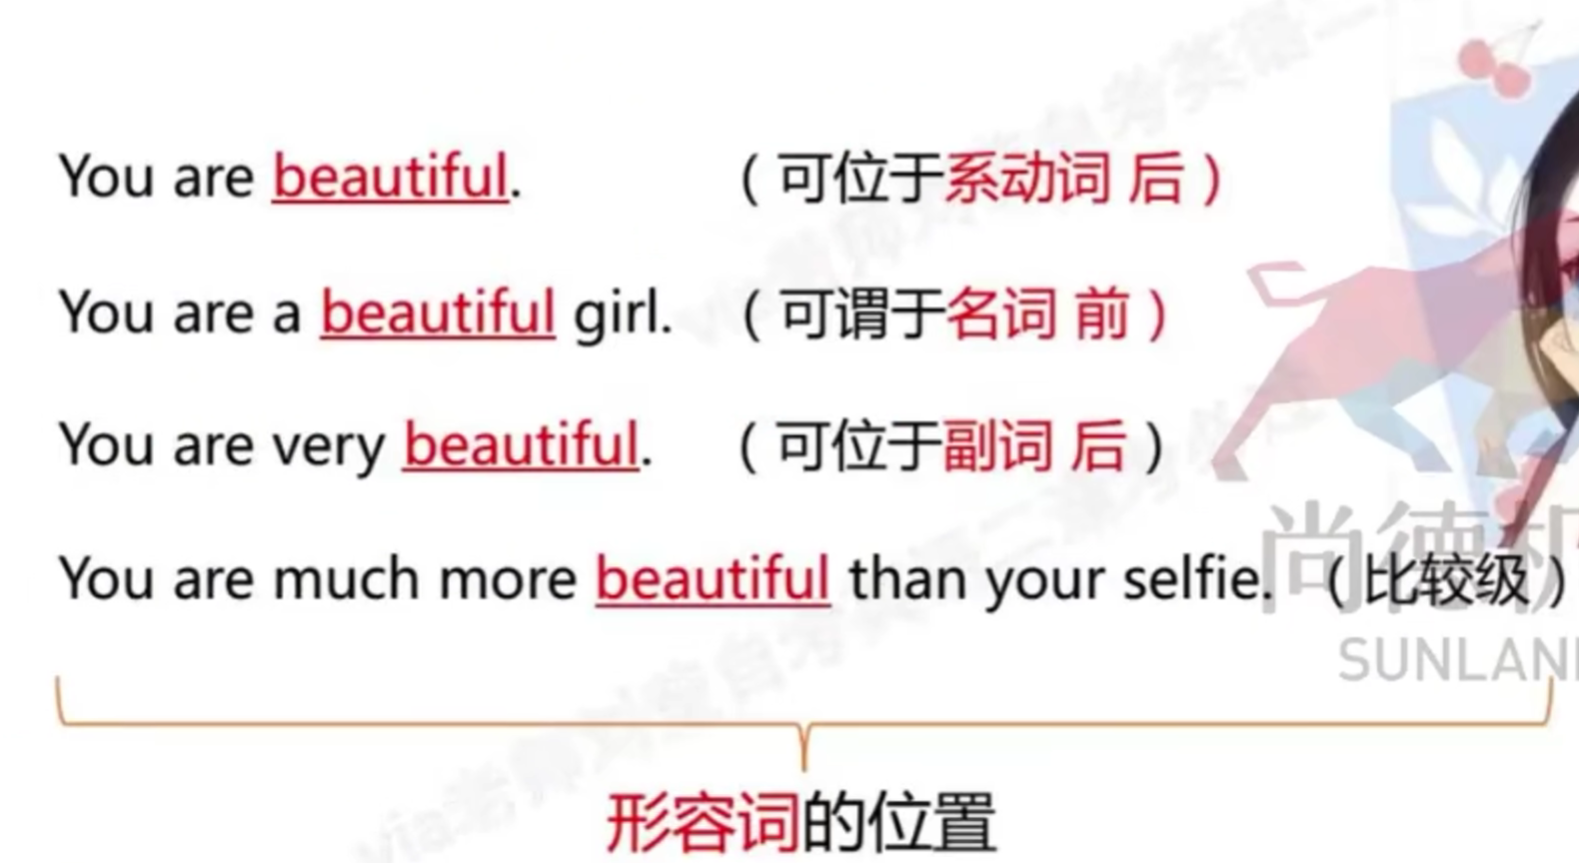 You are beautiful. （可位于系动词 后）
You are a beautiful girl. （可谓于名词 前）
You are very beautiful. （可位于副词 后）
You are much more beautiful than your selfie. （比较级）
尚德机
SUNLAN
形容词的位置